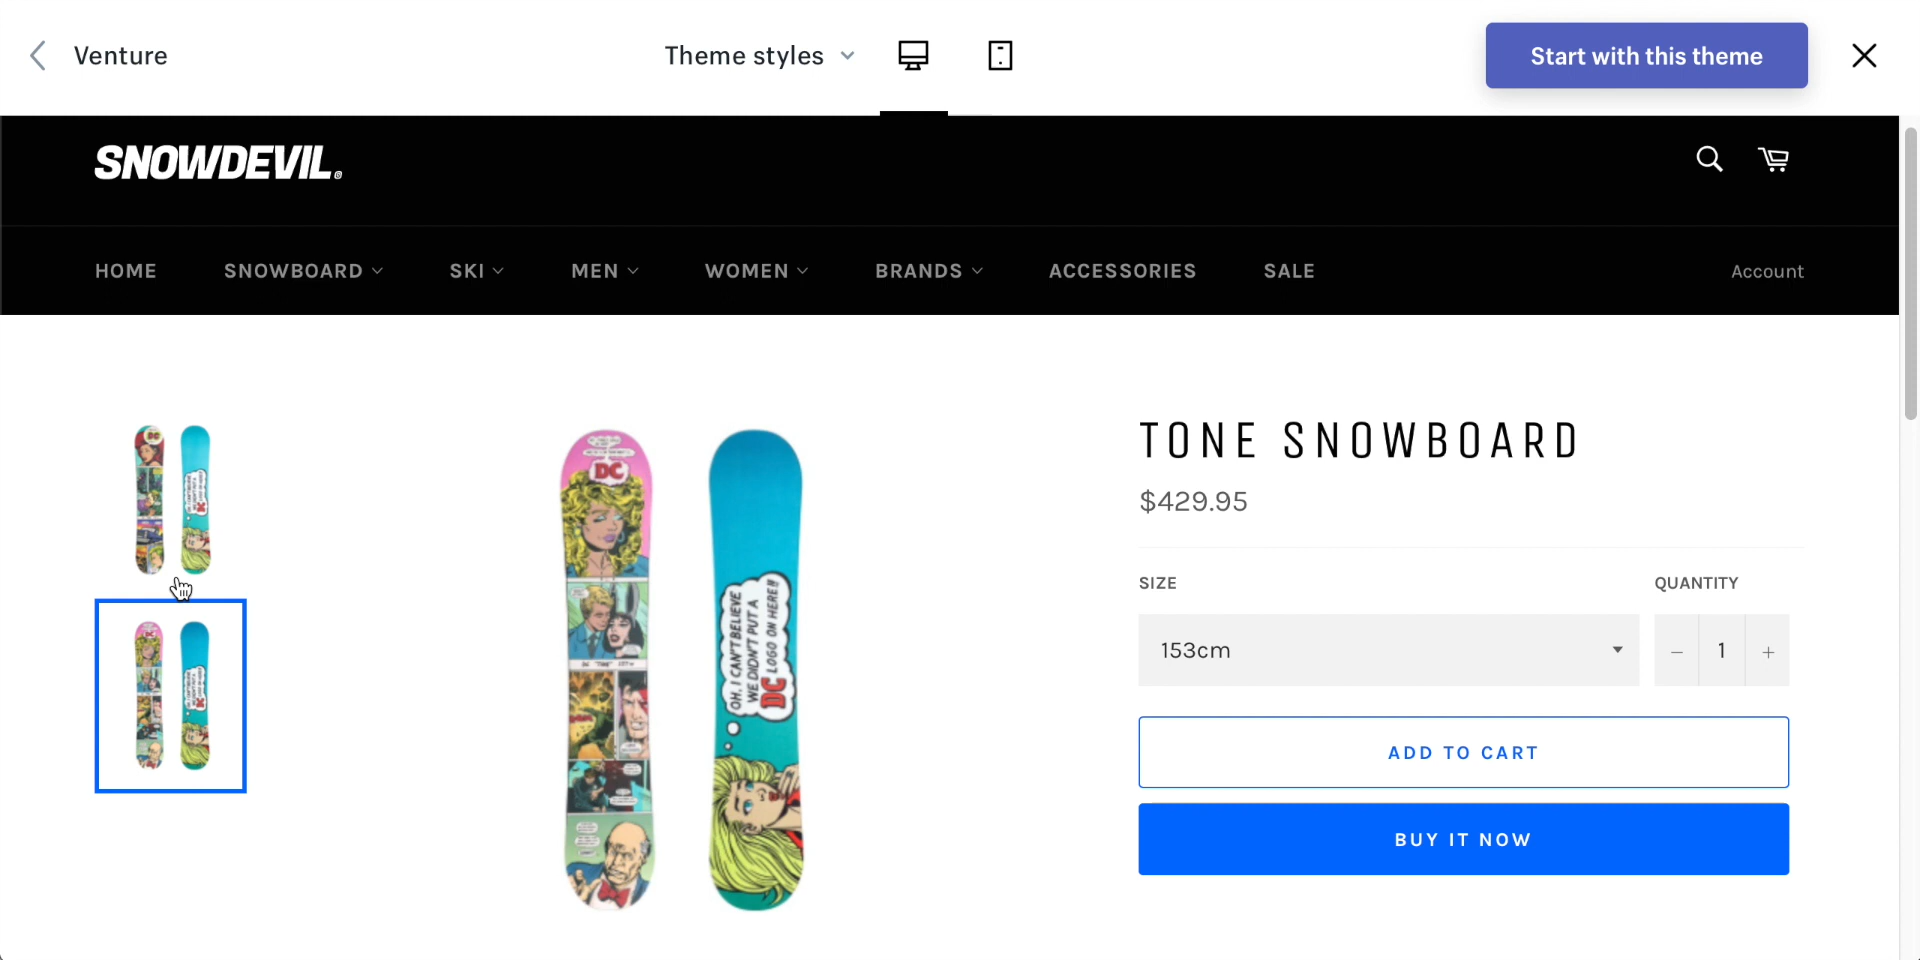 Venture
Theme styles
Start with this theme
SNOWDEVIL
HOME SNOWBOARD SKI MEN WOMEN BRANDS ACCESSORIES SALE Account
DC
OH, I CAN'T BELIEVE
WE DIDN'T PUT A
DC LOGO ON HERE!!
TONE SNOWBOARD
$429.95
SIZE QUANTITY
153cm − 1 +
ADD TO CART
BUY IT NOW